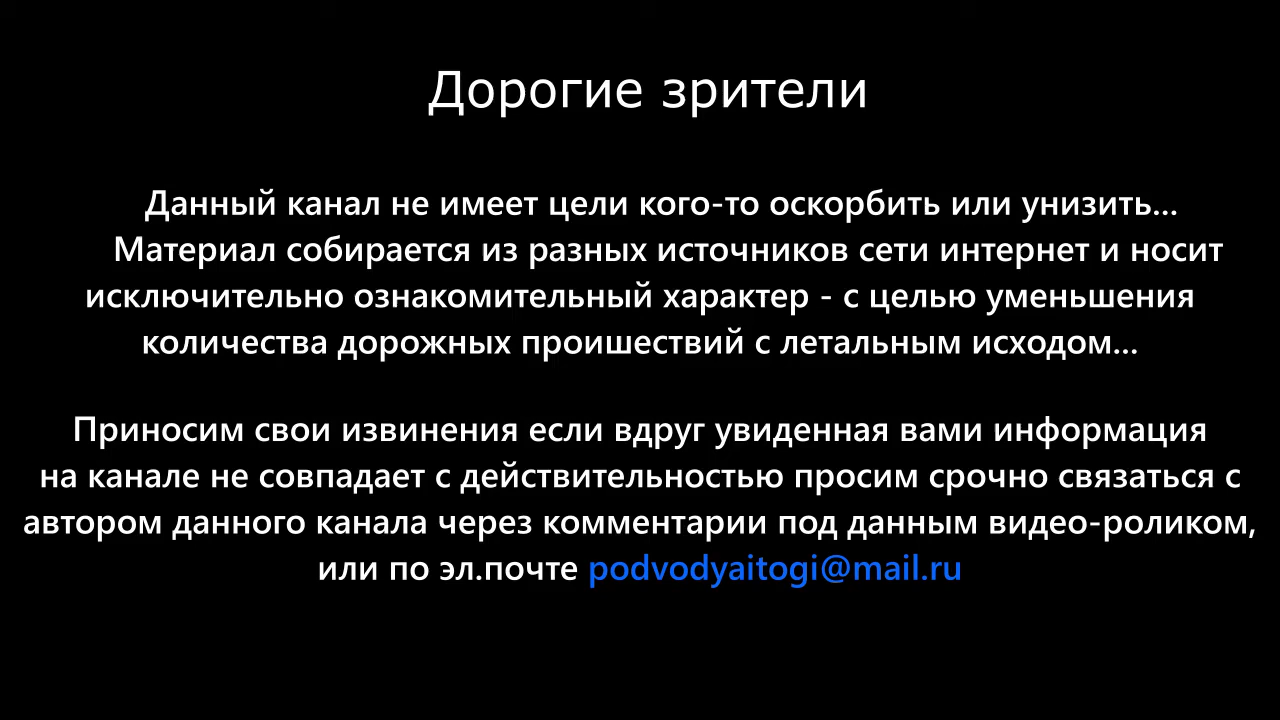 Дорогие зрители
Данный канал не имеет цели кого-то оскорбить или унизить...
Материал собирается из разных источников сети интернет и носит
исключительно ознакомительный характер - с целью уменьшения
количества дорожных проишествий с летальным исходом...
Приносим свои извинения если вдруг увиденная вами информация
на канале не совпадает с действительностью просим срочно связаться с
автором данного канала через комментарии под данным видео-роликом,
или по эл.почте podvodyaitogi@mail.ru